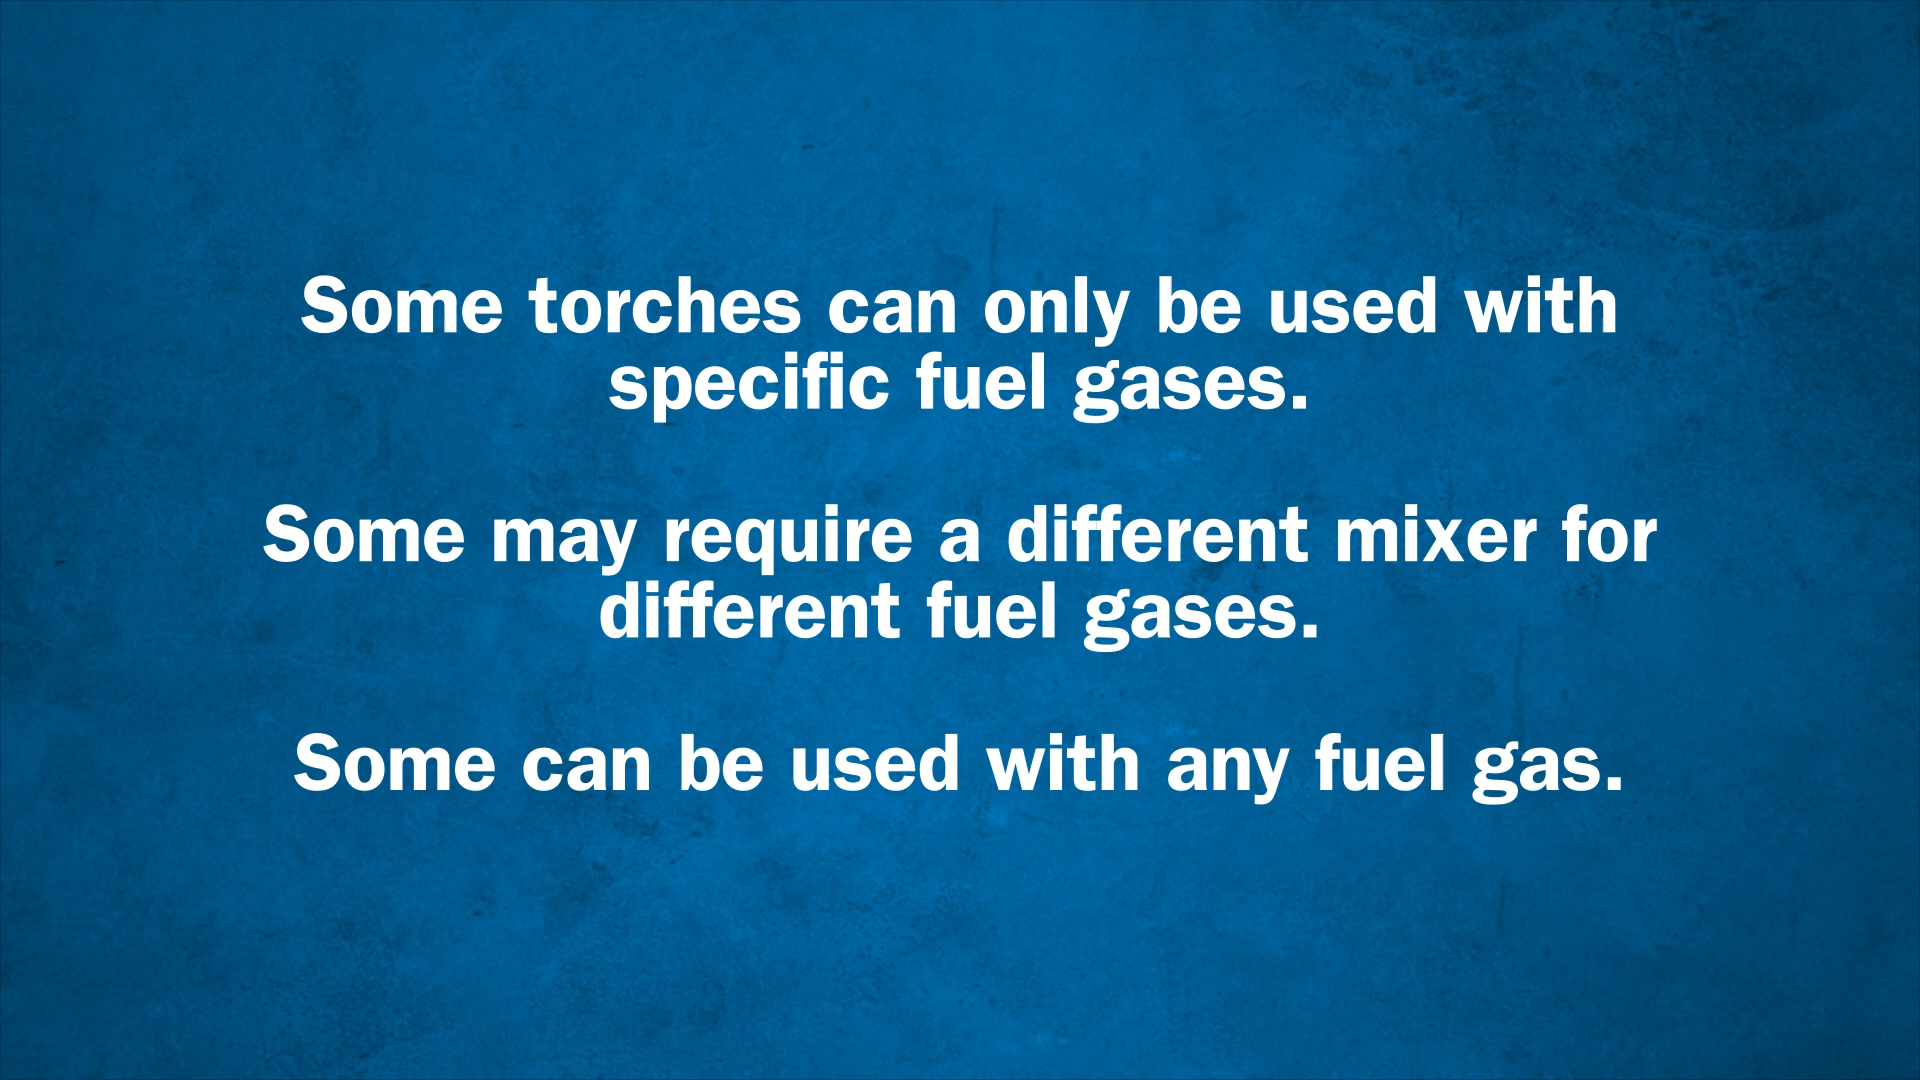 Some torches can only be used with
specific fuel gases.
Some may require a different mixer for
different fuel gases.
Some can be used with any fuel gas.